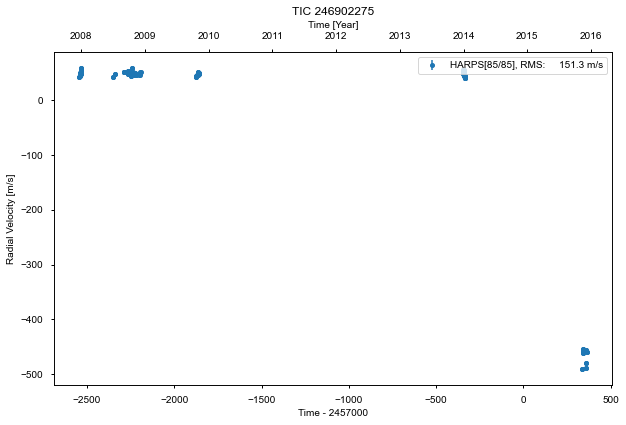 TIC 246902275
Time [Year]
2008 2009 2010 2011 2012 2013 2014 2015 2016
HARPS[85/85], RMS: 151.3 m/s
Radial Velocity [m/s]
0
−100
−200
−300
−400
−500
−2500 −2000 −1500 −1000 −500 0 500
Time - 2457000